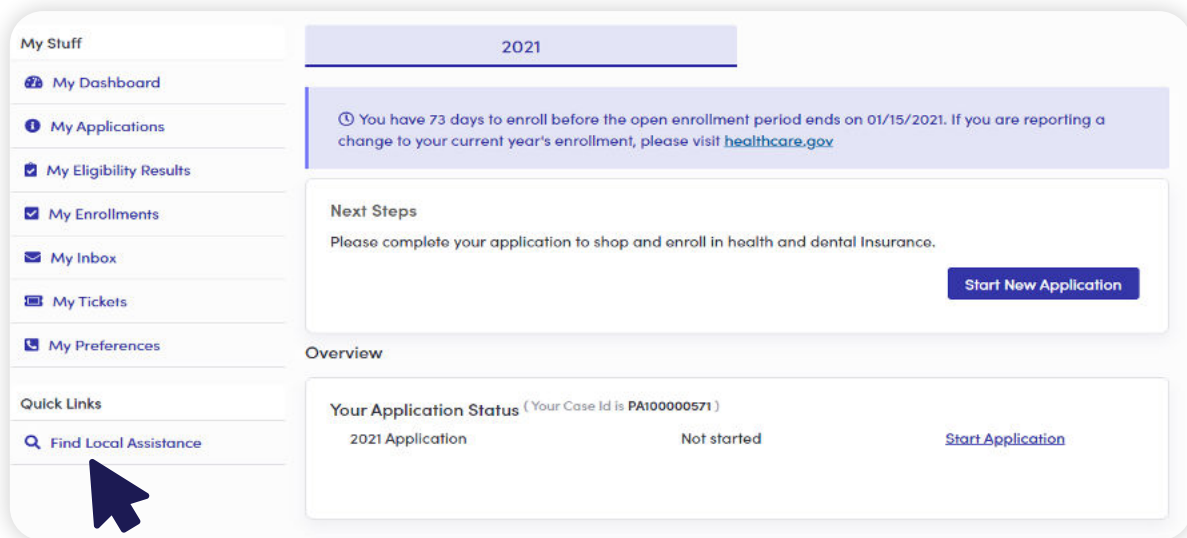 My Stuff
My Dashboard
My Applications
My Eligibility Results
My Enrollments
My Inbox
My Tickets
My Preferences
Quick Links
Find Local Assistance
2021
You have 73 days to enroll before the open enrollment period ends on 01/15/2021. If you are reporting a
change to your current year's enrollment, please visit healthcare.gov
Next Steps
Please complete your application to shop and enroll in health and dental Insurance.
Start New Application
Overview
Your Application Status ( Your Case Id is PA100000571 )
2021 Application Not started Start Application